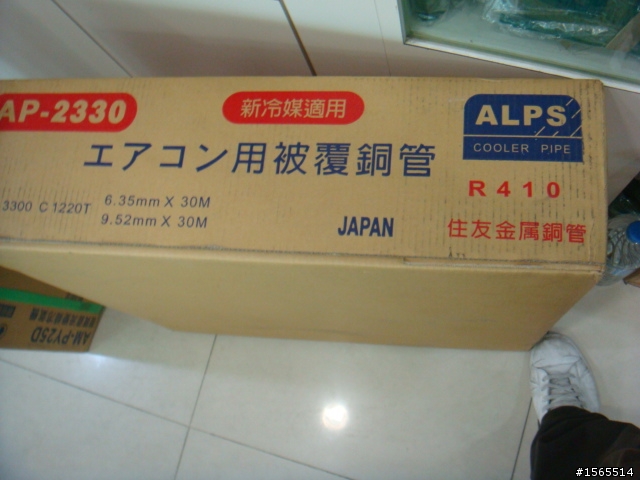 AP-2330
新冷媒適用
ALPS
COOLER PIPE
エアコン用被覆銅管
R410
3300 C1220T
6.35mm X 30M
9.52mm X 30M
JAPAN
住友金属銅管
AM-PY25D
#1565514